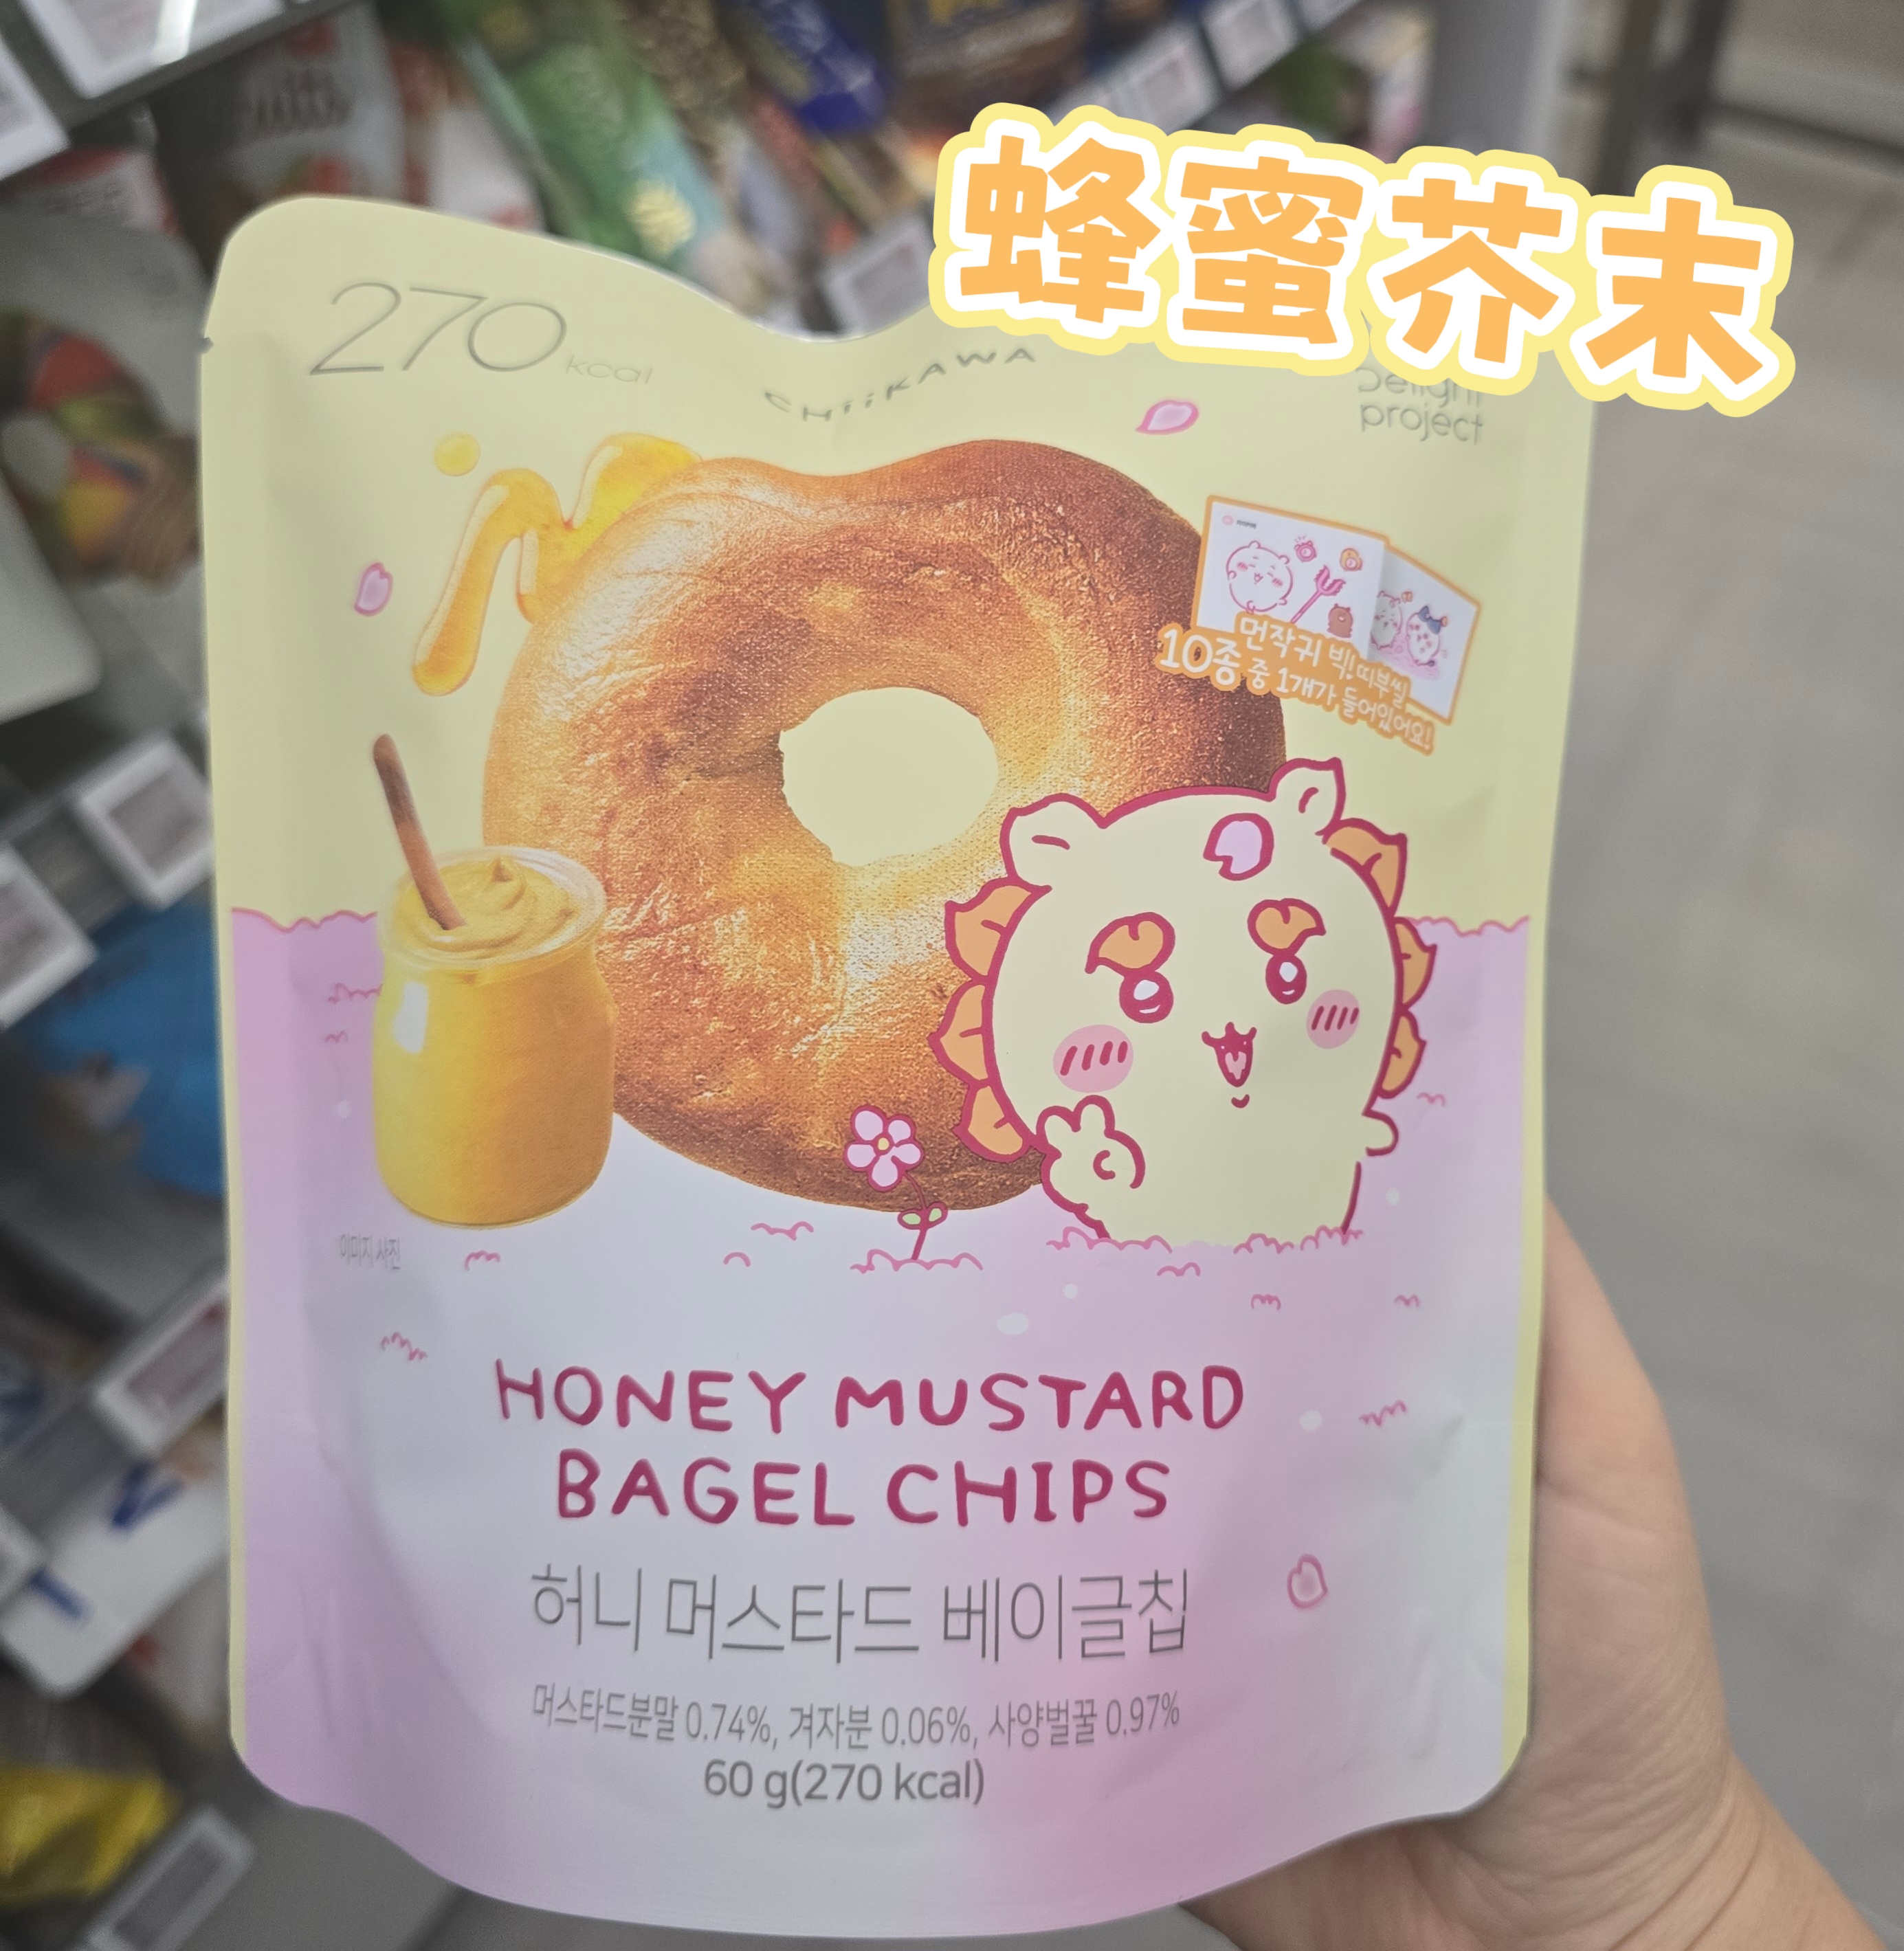 蜂蜜芥末
270 kcal
CHiiKAWA
Delight
project
먼작귀 빅! 띠부씰
10종 중 1개가 들어있어요!
이미지 사진
HONEY MUSTARD
BAGEL CHIPS
허니 머스타드 베이글칩
머스타드분말 0.74%, 겨자분 0.06%, 사양벌꿀 0.97%
60 g(270 kcal)